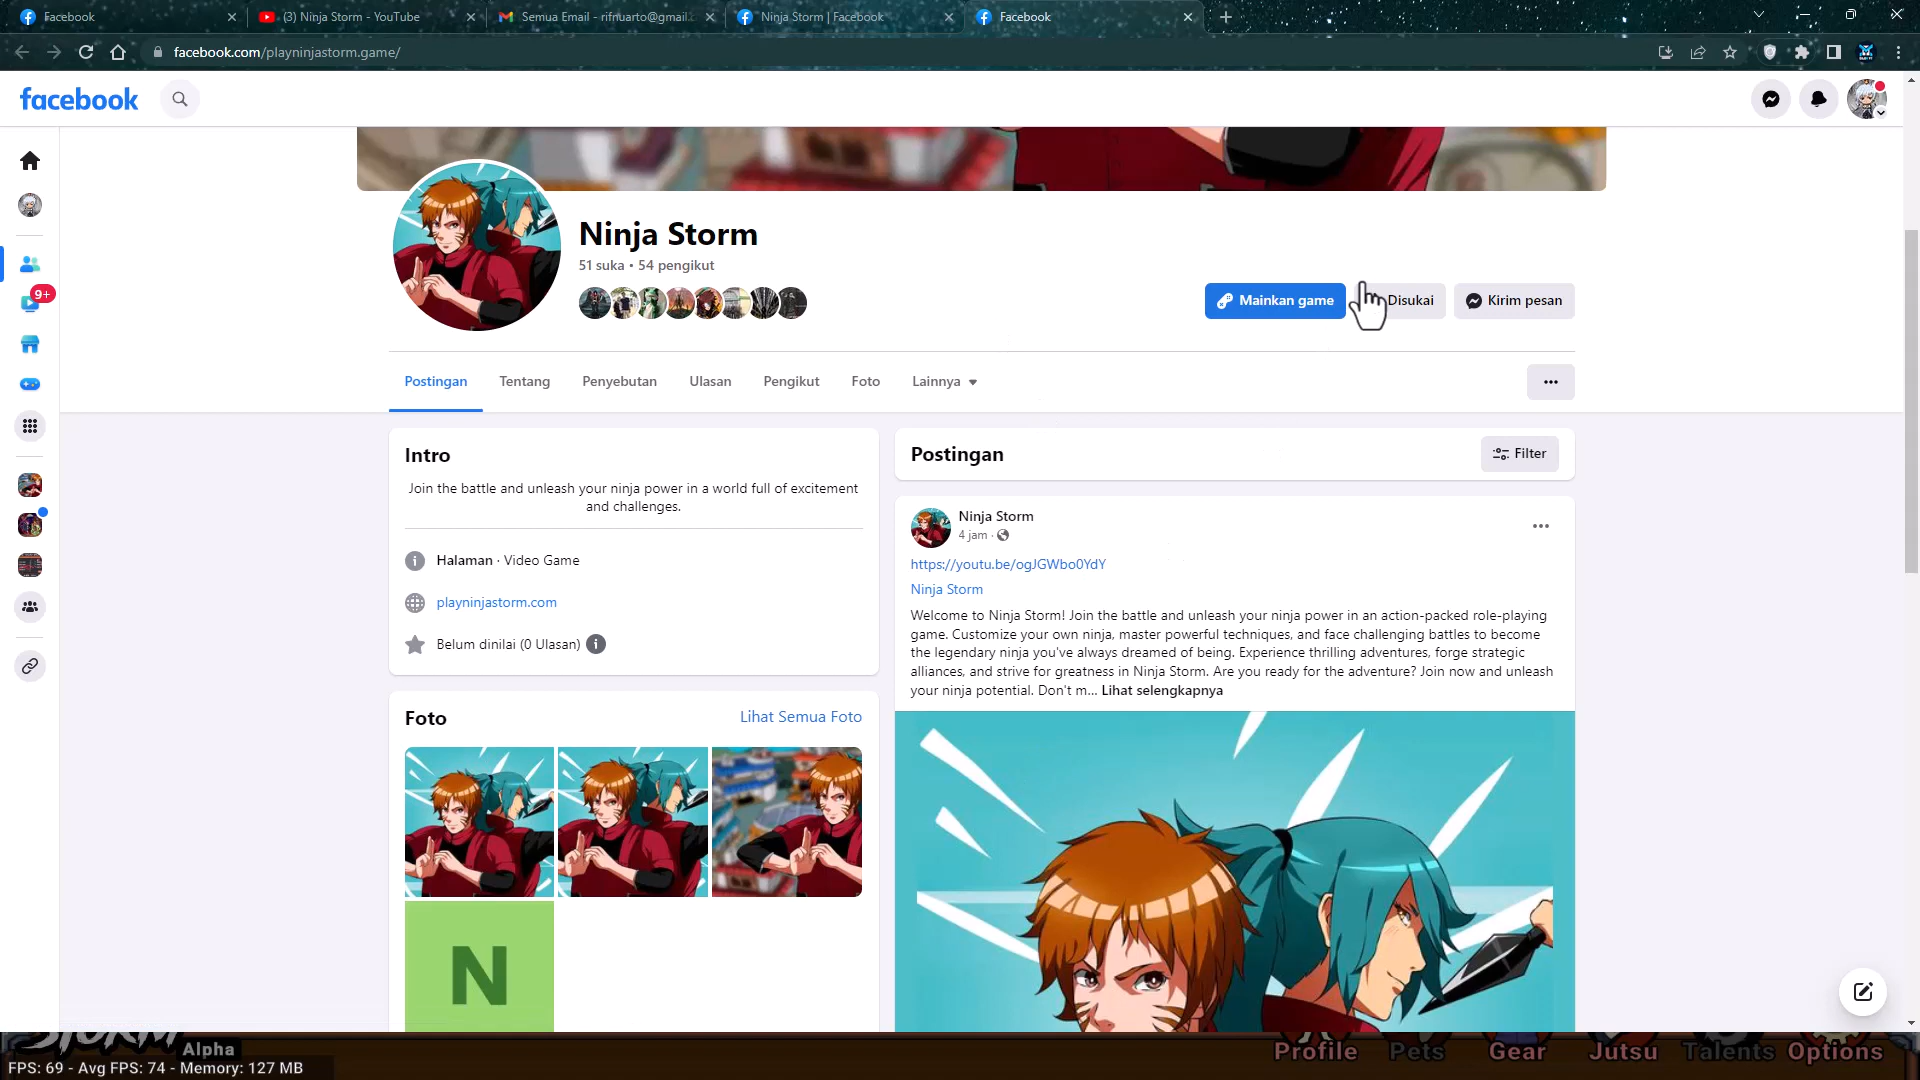 Facebook
(3) Ninja Storm - YouTube
Semua Email - rifnuarto@gmail.c
Ninja Storm | Facebook
Facebook
facebook.com/playninjastorm.game/
facebook
9+
Ninja Storm
51 suka • 54 pengikut
Mainkan game
Disukai
Kirim pesan
Postingan
Tentang
Penyebutan
Ulasan
Pengikut
Foto
Lainnya
Intro
Join the battle and unleash your ninja power in a world full of excitement
and challenges.
Halaman · Video Game
playninjastorm.com
Belum dinilai (0 Ulasan)
Foto
Lihat Semua Foto
N
Postingan
Filter
Ninja Storm
4 jam ·
https://youtu.be/ogJGWbo0YdY
Ninja Storm
Welcome to Ninja Storm! Join the battle and unleash your ninja power in an action-packed role-playing
game. Customize your own ninja, master powerful techniques, and face challenging battles to become
the legendary ninja you've always dreamed of being. Experience thrilling adventures, forge strategic
alliances, and strive for greatness in Ninja Storm. Are you ready for the adventure? Join now and unleash
your ninja potential. Don't m... Lihat selengkapnya
STORM
Alpha
FPS: 69 - Avg FPS: 74 - Memory: 127 MB
Profile
Pets
Gear
Jutsu
Talents
Options